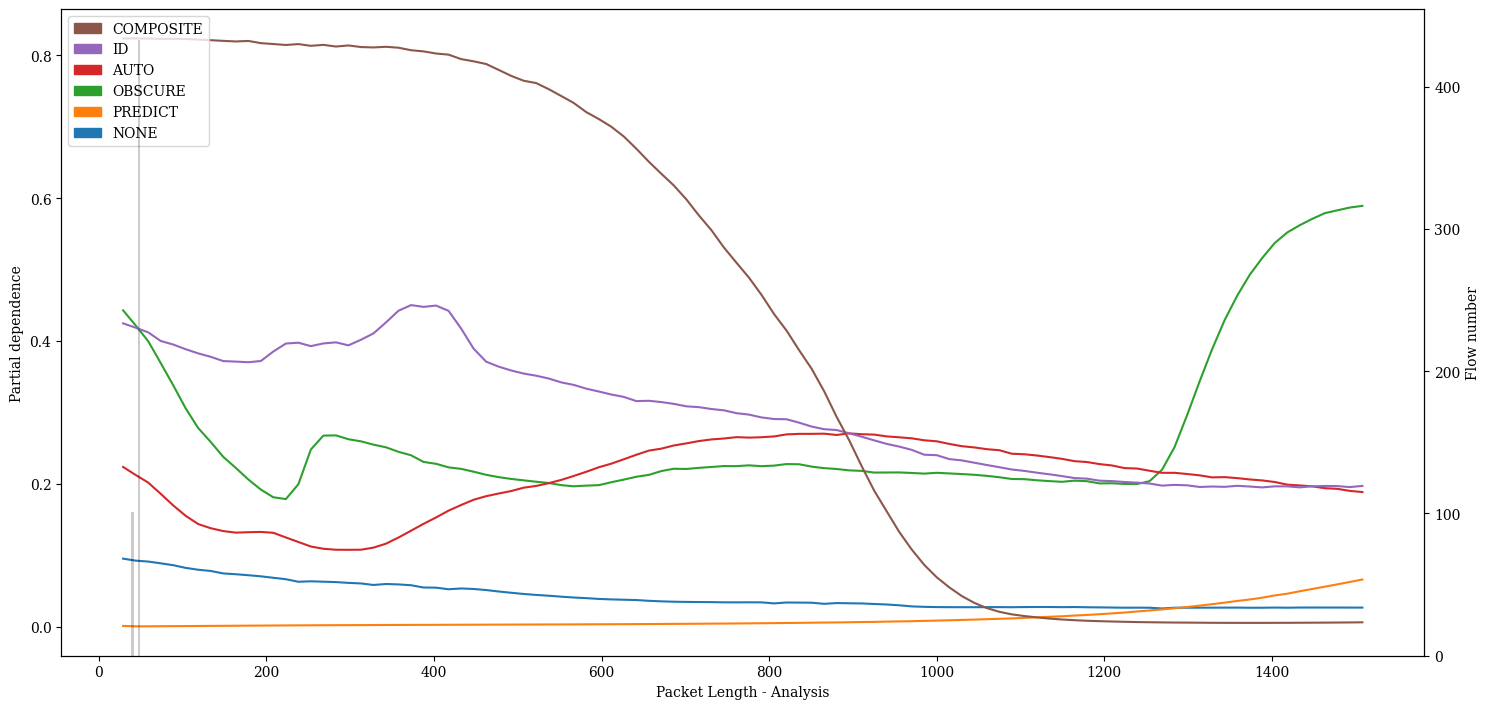 COMPOSITE
ID
AUTO
OBSCURE
PREDICT
NONE
0.8
0.6
0.4
0.2
0.0
Partial dependence
400
300
200
100
0
Flow number
0 200 400 600 800 1000 1200 1400
Packet Length - Analysis